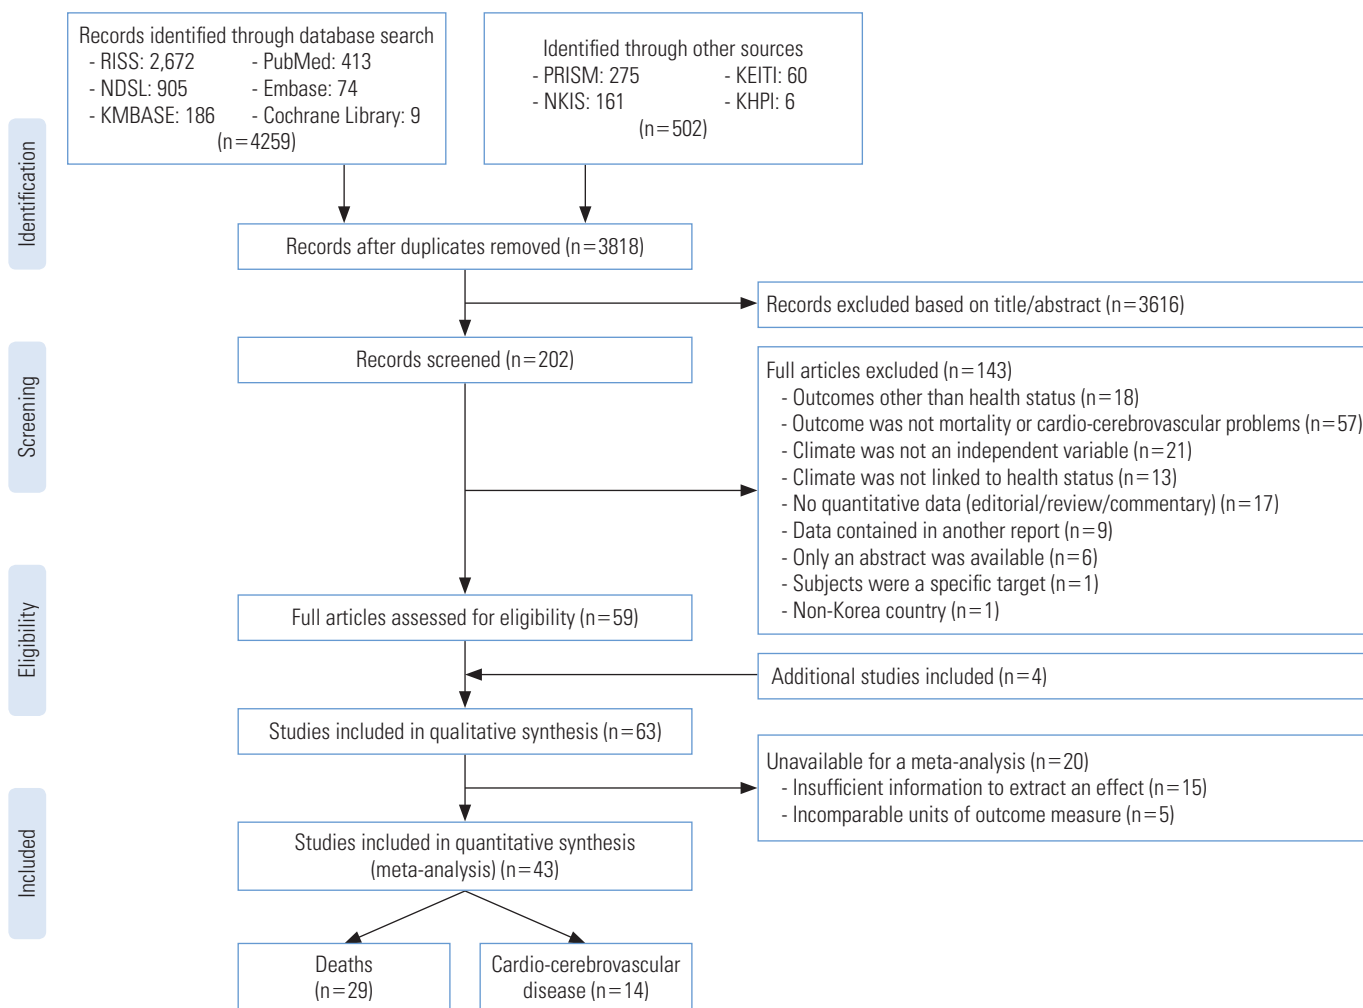 Records identified through database search
- RISS: 2,672 - PubMed: 413
- NDSL: 905 - Embase: 74
- KMBASE: 186 - Cochrane Library: 9
(n=4259)
Identified through other sources
- PRISM: 275 - KEITI: 60
- NKIS: 161 - KHPI: 6
(n=502)
Identification
Records after duplicates removed (n=3818)
Records excluded based on title/abstract (n=3616)
Screening
Records screened (n=202)
Full articles excluded (n=143)
- Outcomes other than health status (n=18)
- Outcome was not mortality or cardio-cerebrovascular problems (n=57)
- Climate was not an independent variable (n=21)
- Climate was not linked to health status (n=13)
- No quantitative data (editorial/review/commentary) (n=17)
- Data contained in another report (n=9)
- Only an abstract was available (n=6)
- Subjects were a specific target (n=1)
- Non-Korea country (n=1)
Eligibility
Full articles assessed for eligibility (n=59)
Additional studies included (n=4)
Studies included in qualitative synthesis (n=63)
Unavailable for a meta-analysis (n=20)
- Insufficient information to extract an effect (n=15)
- Incomparable units of outcome measure (n=5)
Included
Studies included in quantitative synthesis
(meta-analysis) (n=43)
Deaths
(n=29)
Cardio-cerebrovascular
disease (n=14)